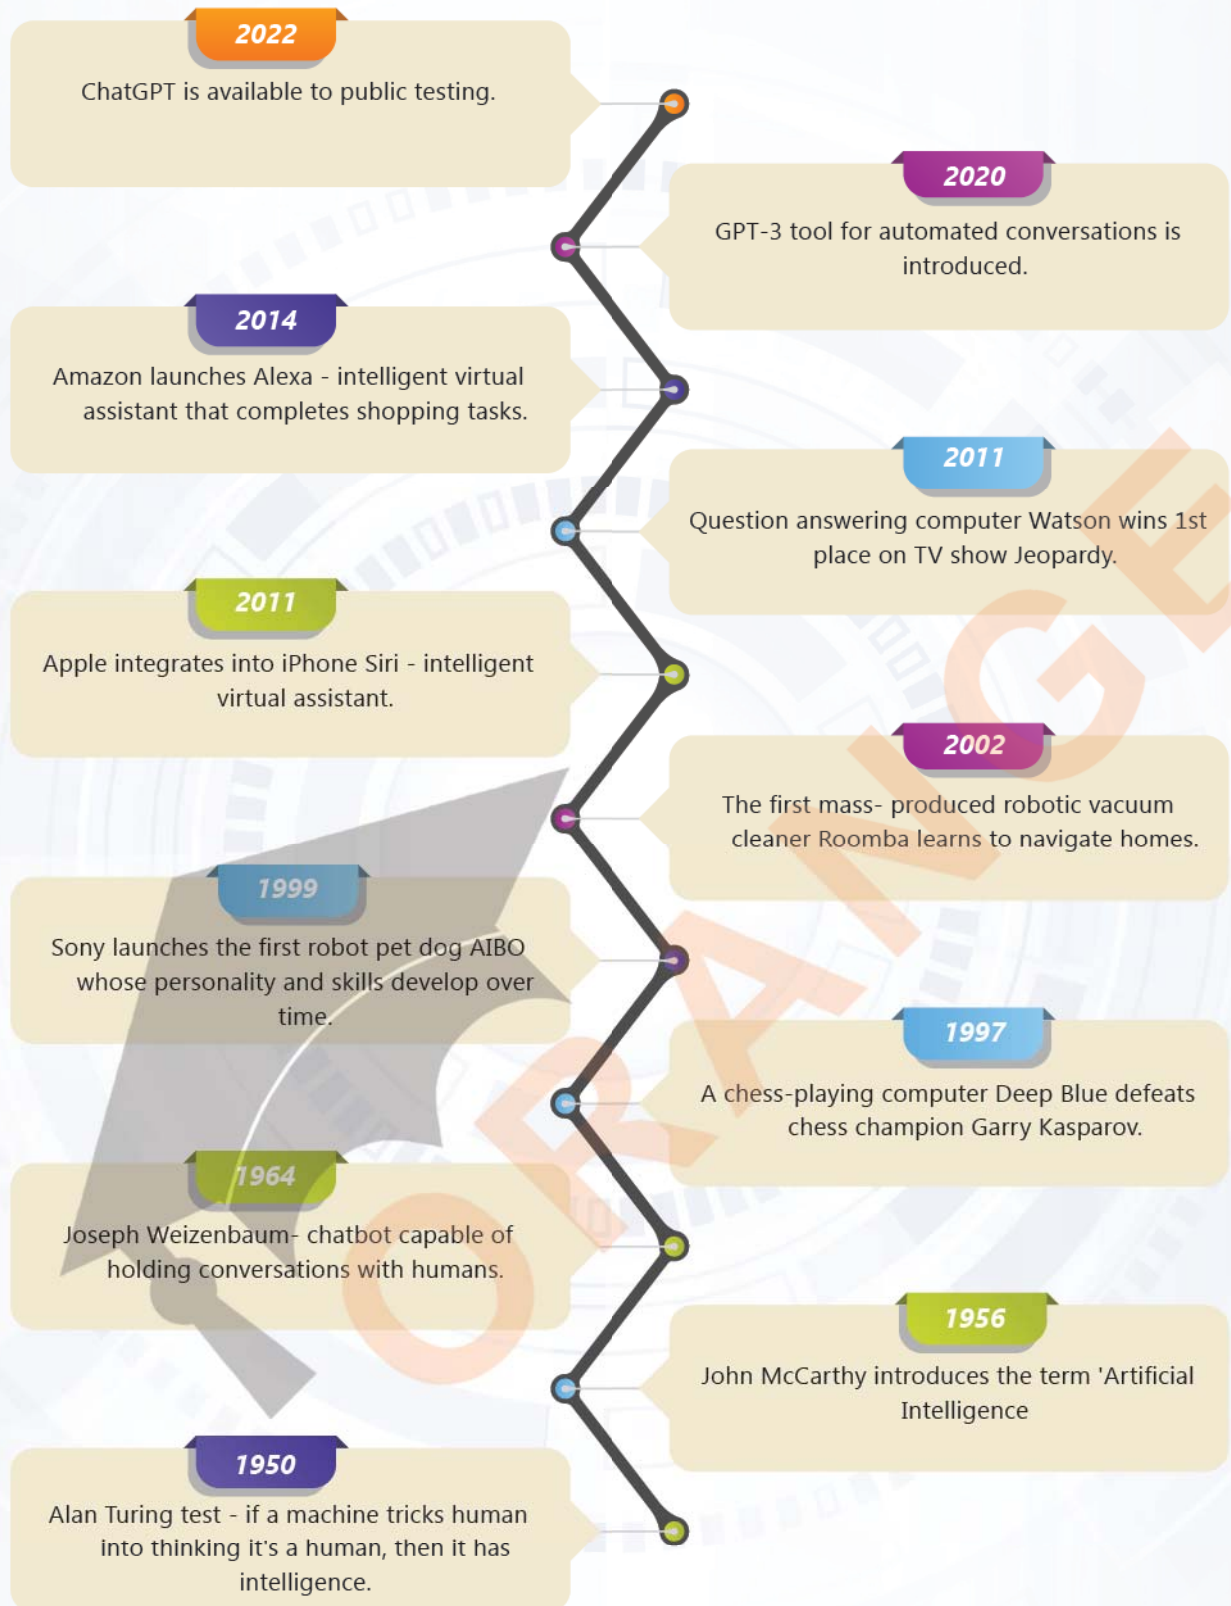 2022
ChatGPT is available to public testing.
2020
GPT-3 tool for automated conversations is
introduced.
2014
Amazon launches Alexa - intelligent virtual
assistant that completes shopping tasks.
2011
Question answering computer Watson wins 1st
place on TV show Jeopardy.
2011
Apple integrates into iPhone Siri - intelligent
virtual assistant.
2002
The first mass- produced robotic vacuum
cleaner Roomba learns to navigate homes.
1999
Sony launches the first robot pet dog AIBO
whose personality and skills develop over
time.
1997
A chess-playing computer Deep Blue defeats
chess champion Garry Kasparov.
1964
Joseph Weizenbaum- chatbot capable of
holding conversations with humans.
1956
John McCarthy introduces the term 'Artificial
Intelligence
1950
Alan Turing test - if a machine tricks human
into thinking it's a human, then it has
intelligence.
ORANGE